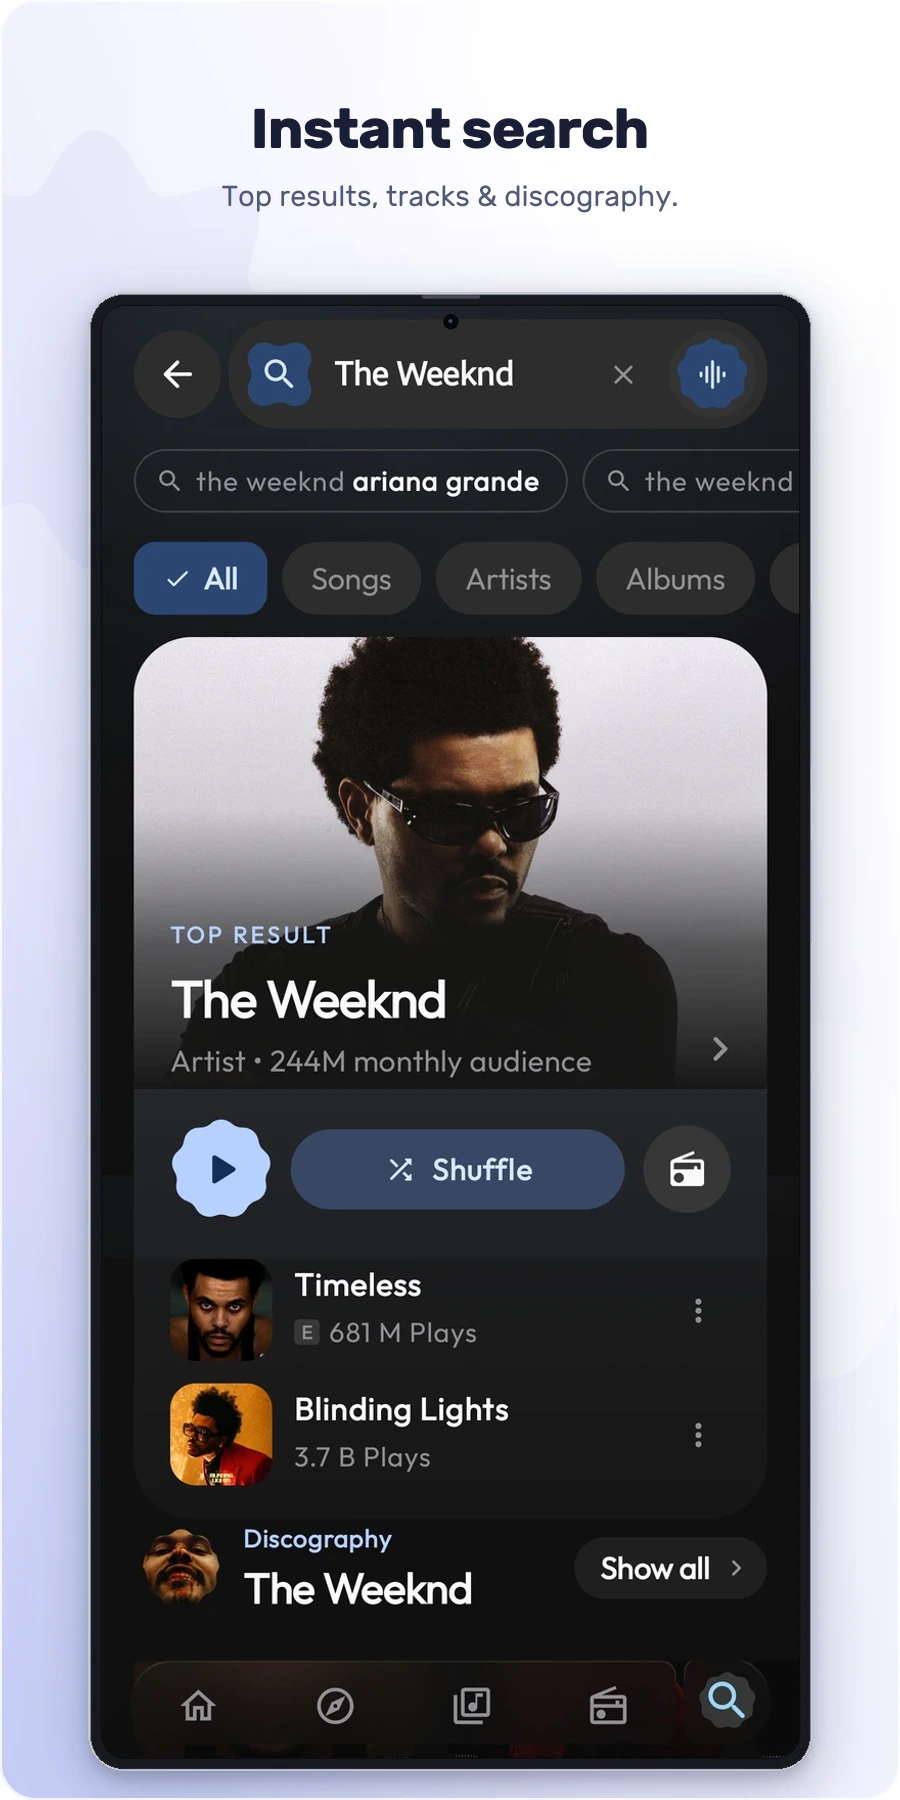 Instant search
Top results, tracks & discography.
The Weeknd
the weeknd ariana grande
the weeknd
All
Songs
Artists
Albums
TOP RESULT
The Weeknd
Artist • 244M monthly audience
Shuffle
Timeless
E 681 M Plays
Blinding Lights
3.7 B Plays
Discography
The Weeknd
Show all